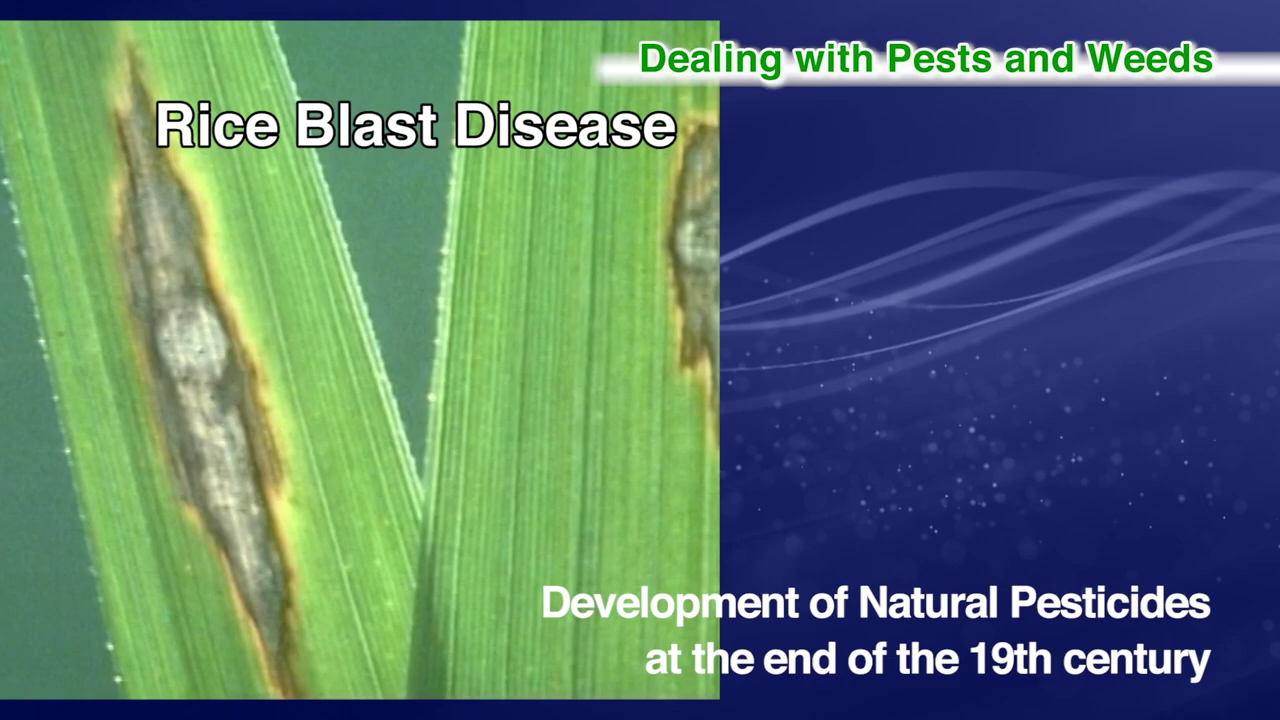 Dealing with Pests and Weeds
Rice Blast Disease
Development of Natural Pesticides
at the end of the 19th century